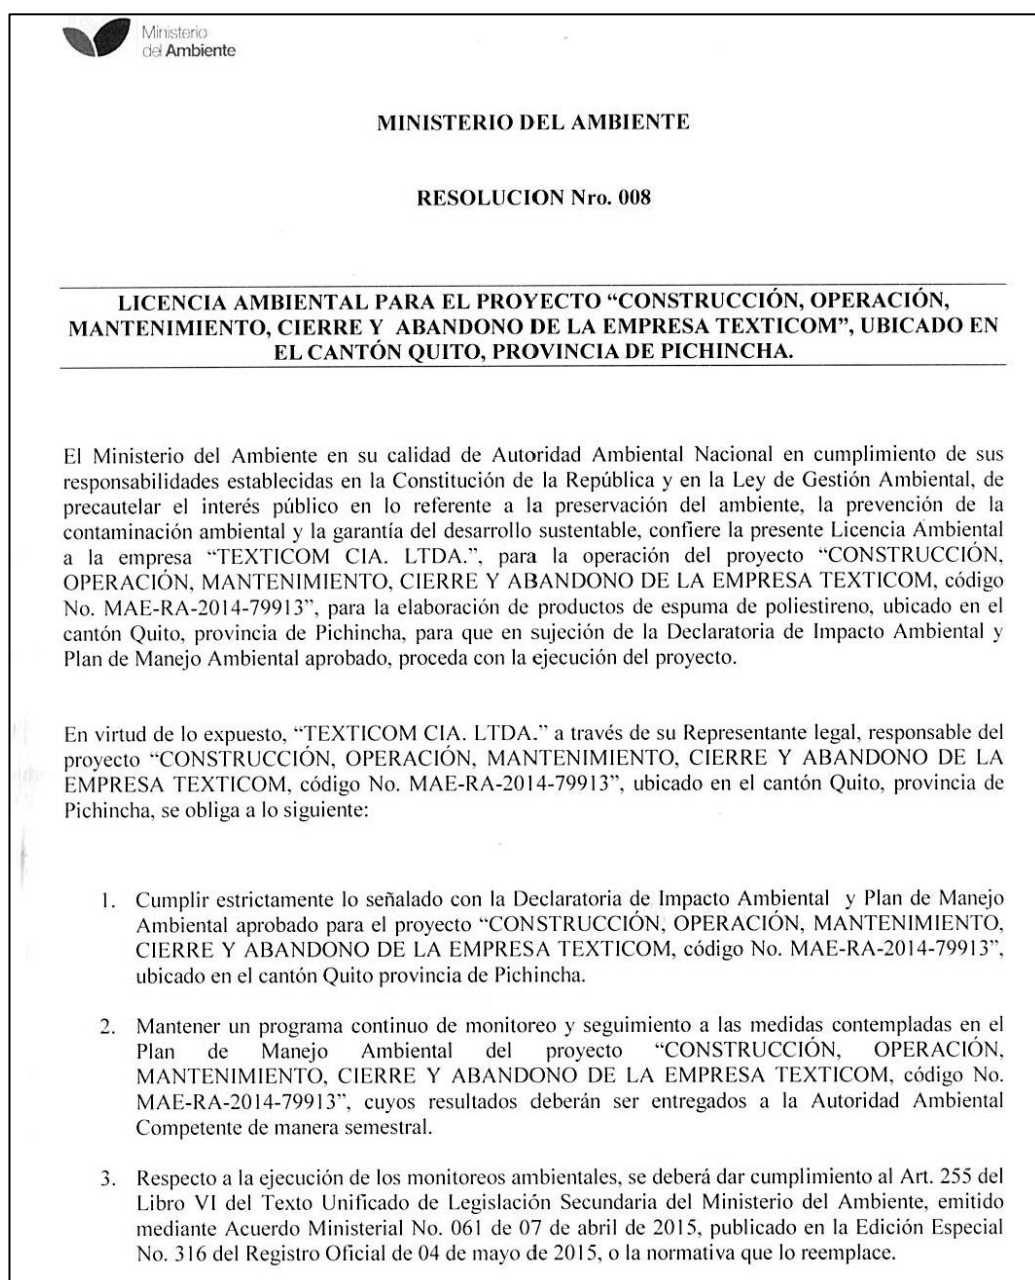 Ministerio
del Ambiente
MINISTERIO DEL AMBIENTE
RESOLUCION Nro. 008
LICENCIA AMBIENTAL PARA EL PROYECTO “CONSTRUCCIÓN, OPERACIÓN,
MANTENIMIENTO, CIERRE Y ABANDONO DE LA EMPRESA TEXTICOM”, UBICADO EN
EL CANTÓN QUITO, PROVINCIA DE PICHINCHA.
El Ministerio del Ambiente en su calidad de Autoridad Ambiental Nacional en cumplimiento de sus
responsabilidades establecidas en la Constitución de la República y en la Ley de Gestión Ambiental, de
precautelar el interés público en lo referente a la preservación del ambiente, la prevención de la
contaminación ambiental y la garantía del desarrollo sustentable, confiere la presente Licencia Ambiental
a la empresa “TEXTICOM CIA. LTDA.”, para la operación del proyecto “CONSTRUCCIÓN,
OPERACIÓN, MANTENIMIENTO, CIERRE Y ABANDONO DE LA EMPRESA TEXTICOM, código
No. MAE-RA-2014-79913”, para la elaboración de productos de espuma de poliestireno, ubicado en el
cantón Quito, provincia de Pichincha, para que en sujeción de la Declaratoria de Impacto Ambiental y
Plan de Manejo Ambiental aprobado, proceda con la ejecución del proyecto.
En virtud de lo expuesto, “TEXTICOM CIA. LTDA.” a través de su Representante legal, responsable del
proyecto “CONSTRUCCIÓN, OPERACIÓN, MANTENIMIENTO, CIERRE Y ABANDONO DE LA
EMPRESA TEXTICOM, código No. MAE-RA-2014-79913”, ubicado en el cantón Quito, provincia de
Pichincha, se obliga a lo siguiente:
1. Cumplir estrictamente lo señalado con la Declaratoria de Impacto Ambiental y Plan de Manejo
Ambiental aprobado para el proyecto “CONSTRUCCIÓN, OPERACIÓN, MANTENIMIENTO,
CIERRE Y ABANDONO DE LA EMPRESA TEXTICOM, código No. MAE-RA-2014-79913”,
ubicado en el cantón Quito provincia de Pichincha.
2. Mantener un programa continuo de monitoreo y seguimiento a las medidas contempladas en el
Plan de Manejo Ambiental del proyecto “CONSTRUCCIÓN, OPERACIÓN,
MANTENIMIENTO, CIERRE Y ABANDONO DE LA EMPRESA TEXTICOM, código No.
MAE-RA-2014-79913”, cuyos resultados deberán ser entregados a la Autoridad Ambiental
Competente de manera semestral.
3. Respecto a la ejecución de los monitoreos ambientales, se deberá dar cumplimiento al Art. 255 del
Libro VI del Texto Unificado de Legislación Secundaria del Ministerio del Ambiente, emitido
mediante Acuerdo Ministerial No. 061 de 07 de abril de 2015, publicado en la Edición Especial
No. 316 del Registro Oficial de 04 de mayo de 2015, o la normativa que lo reemplace.